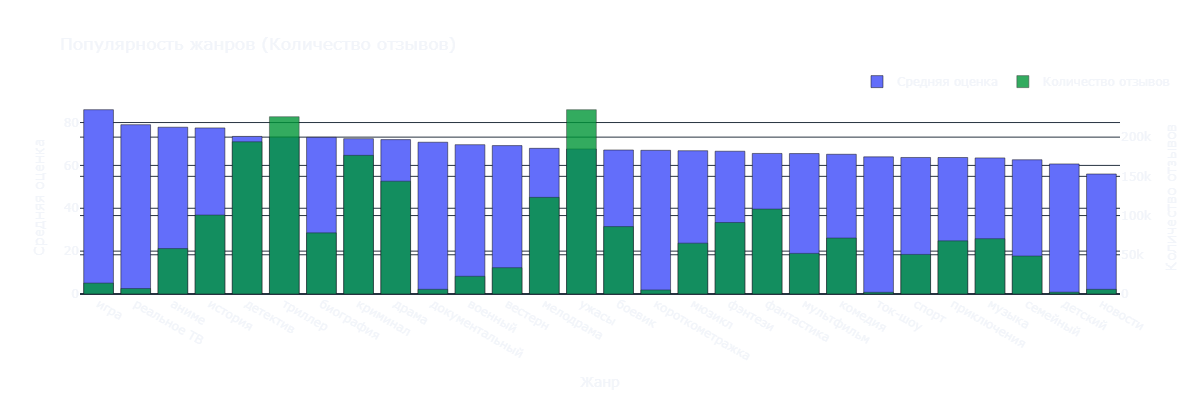 Популярность жанров (Количество отзывов)
Средняя оценка
Количество отзывов
80
60
40
20
0
Средняя оценка
200k
150k
100k
50k
0
Количество отзывов
игра
реальное ТВ
аниме
история
детектив
триллер
биография
криминал
драма
документальный
военный
вестерн
мелодрама
ужасы
боевик
короткометражка
мюзикл
фэнтези
фантастика
мультфильм
комедия
ток-шоу
спорт
приключения
музыка
семейный
детский
новости
Жанр